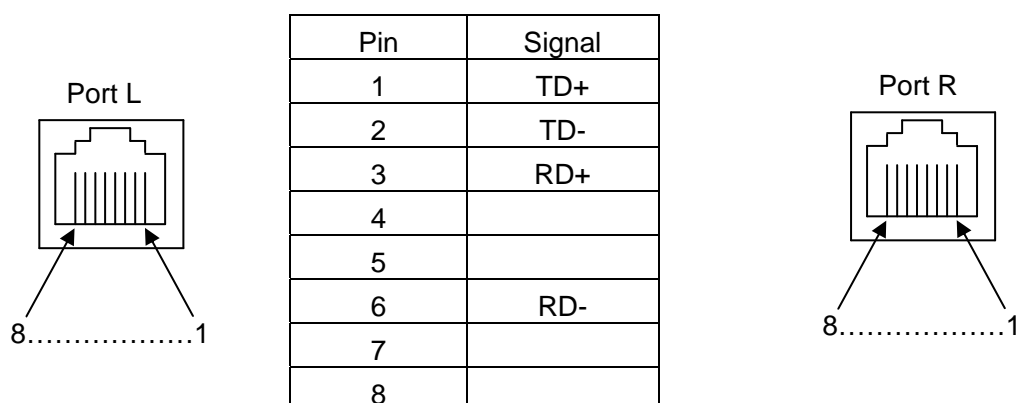 Port L
8………………1
Pin Signal
1 TD+
2 TD-
3 RD+
4
5
6 RD-
7
8
Port R
8………………1